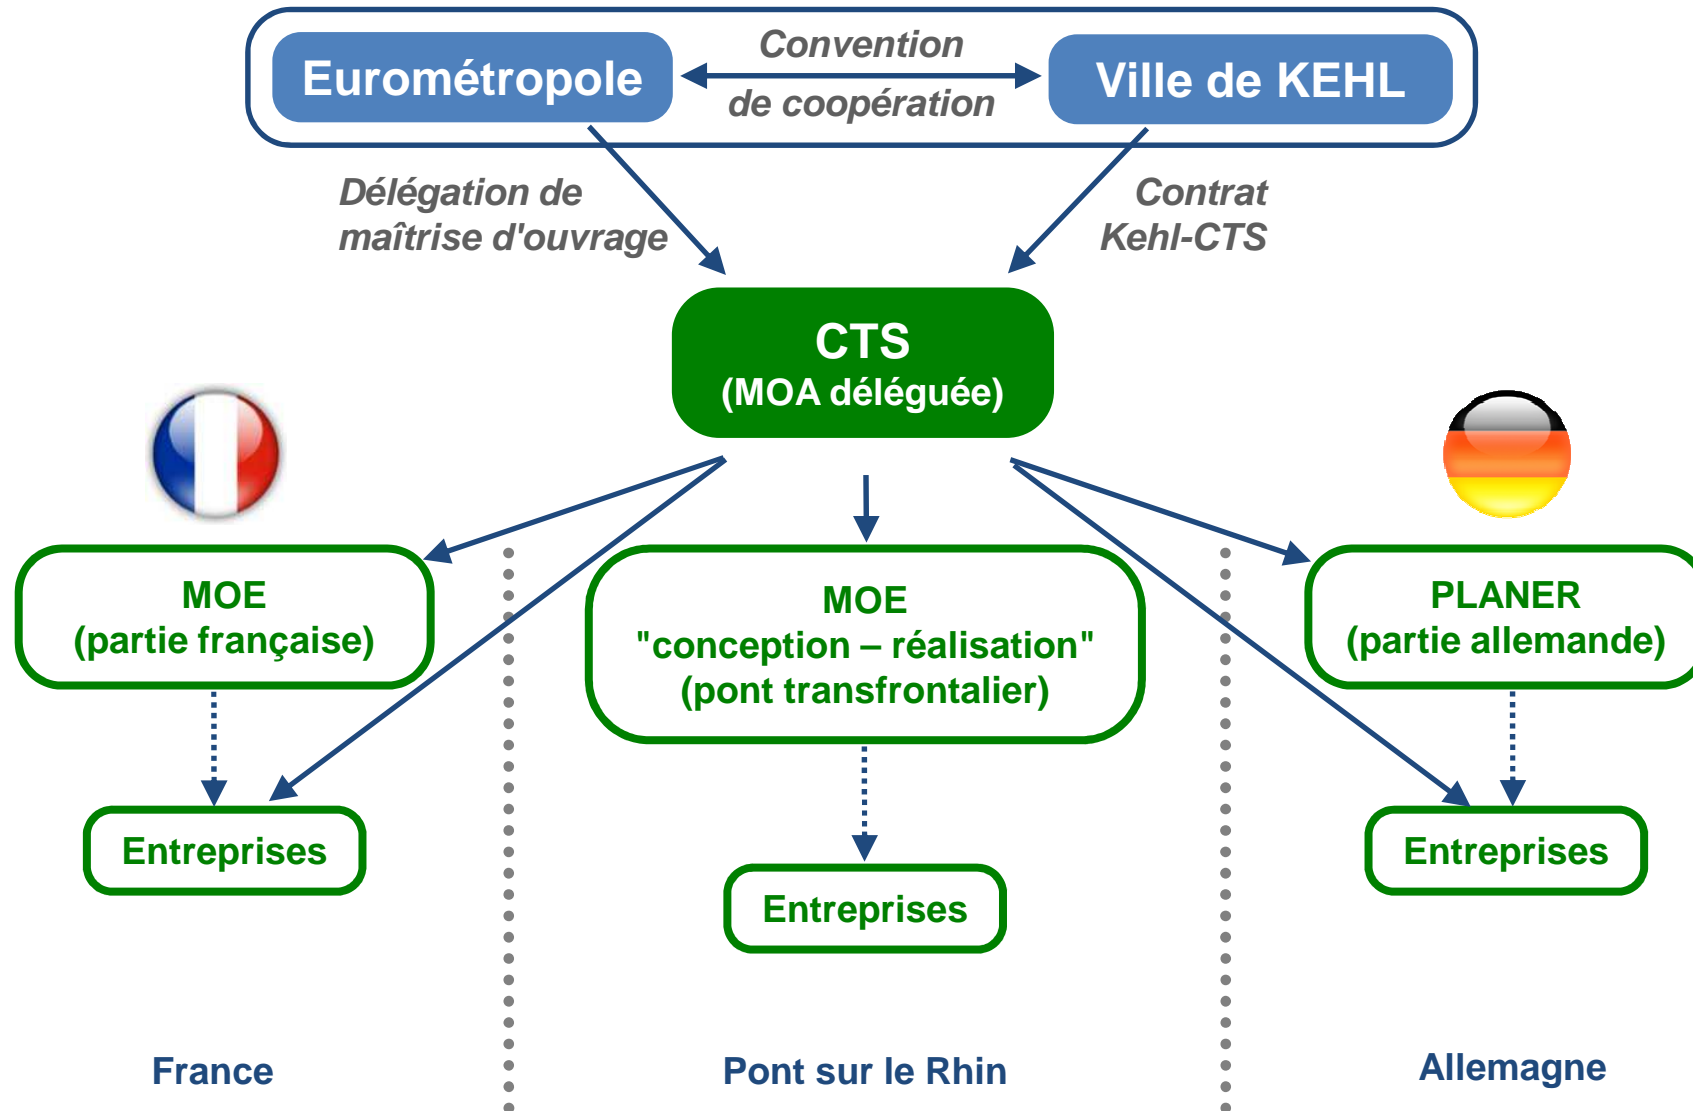 Eurométropole
Convention
de coopération
Ville de KEHL
Délégation de
maîtrise d'ouvrage
Contrat
Kehl-CTS
CTS
(MOA déléguée)
MOE
(partie française)
MOE
"conception – réalisation"
(pont transfrontalier)
PLANER
(partie allemande)
Entreprises
Entreprises
Entreprises
France
Pont sur le Rhin
Allemagne